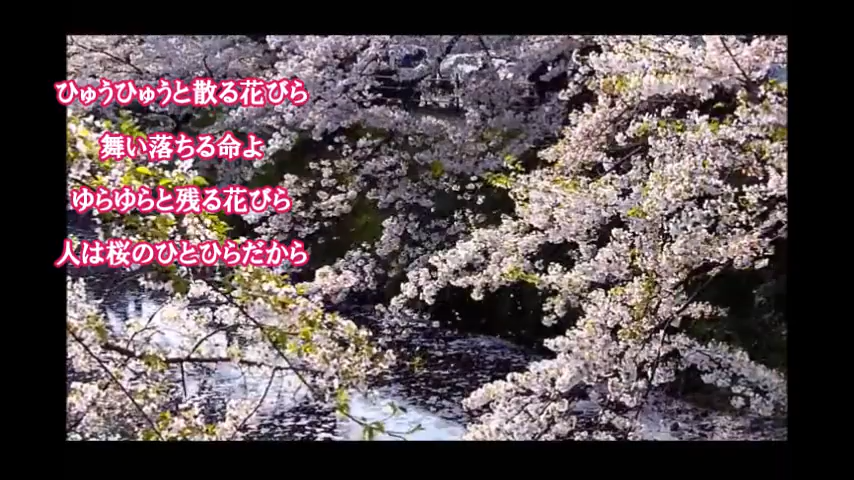 ひゅうひゅうと散る花びら
舞い落ちる命よ
ゆらゆらと残る花びら
人は桜のひとひらだから